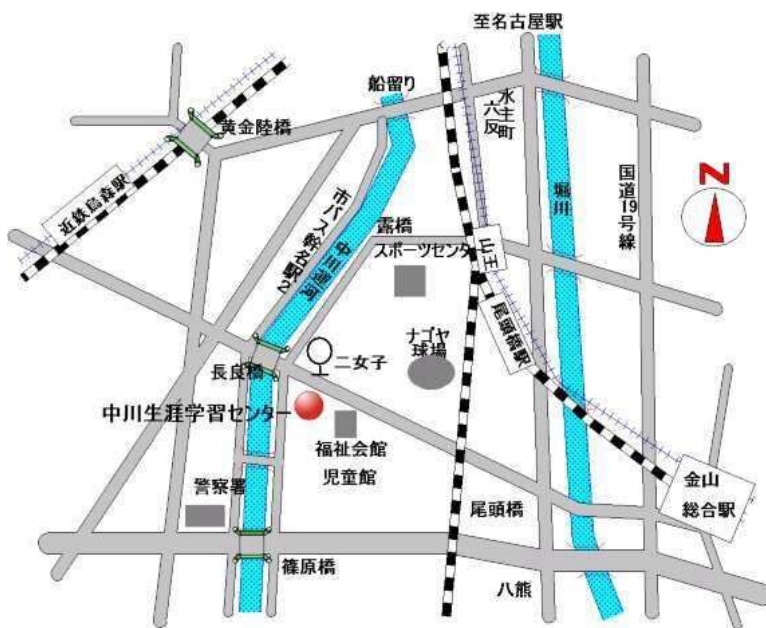 至名古屋駅
船留り
水主町
六反
黄金陸橋
近鉄烏森駅
市バス幹名駅2
中川運河
露橋
スポーツセンター
山王
堀川
国道19号線
N
尾頭橋駅
ナゴヤ
球場
二女子
長良橋
中川生涯学習センター
福祉会館
児童館
警察署
尾頭橋
金山
総合駅
篠原橋
八熊